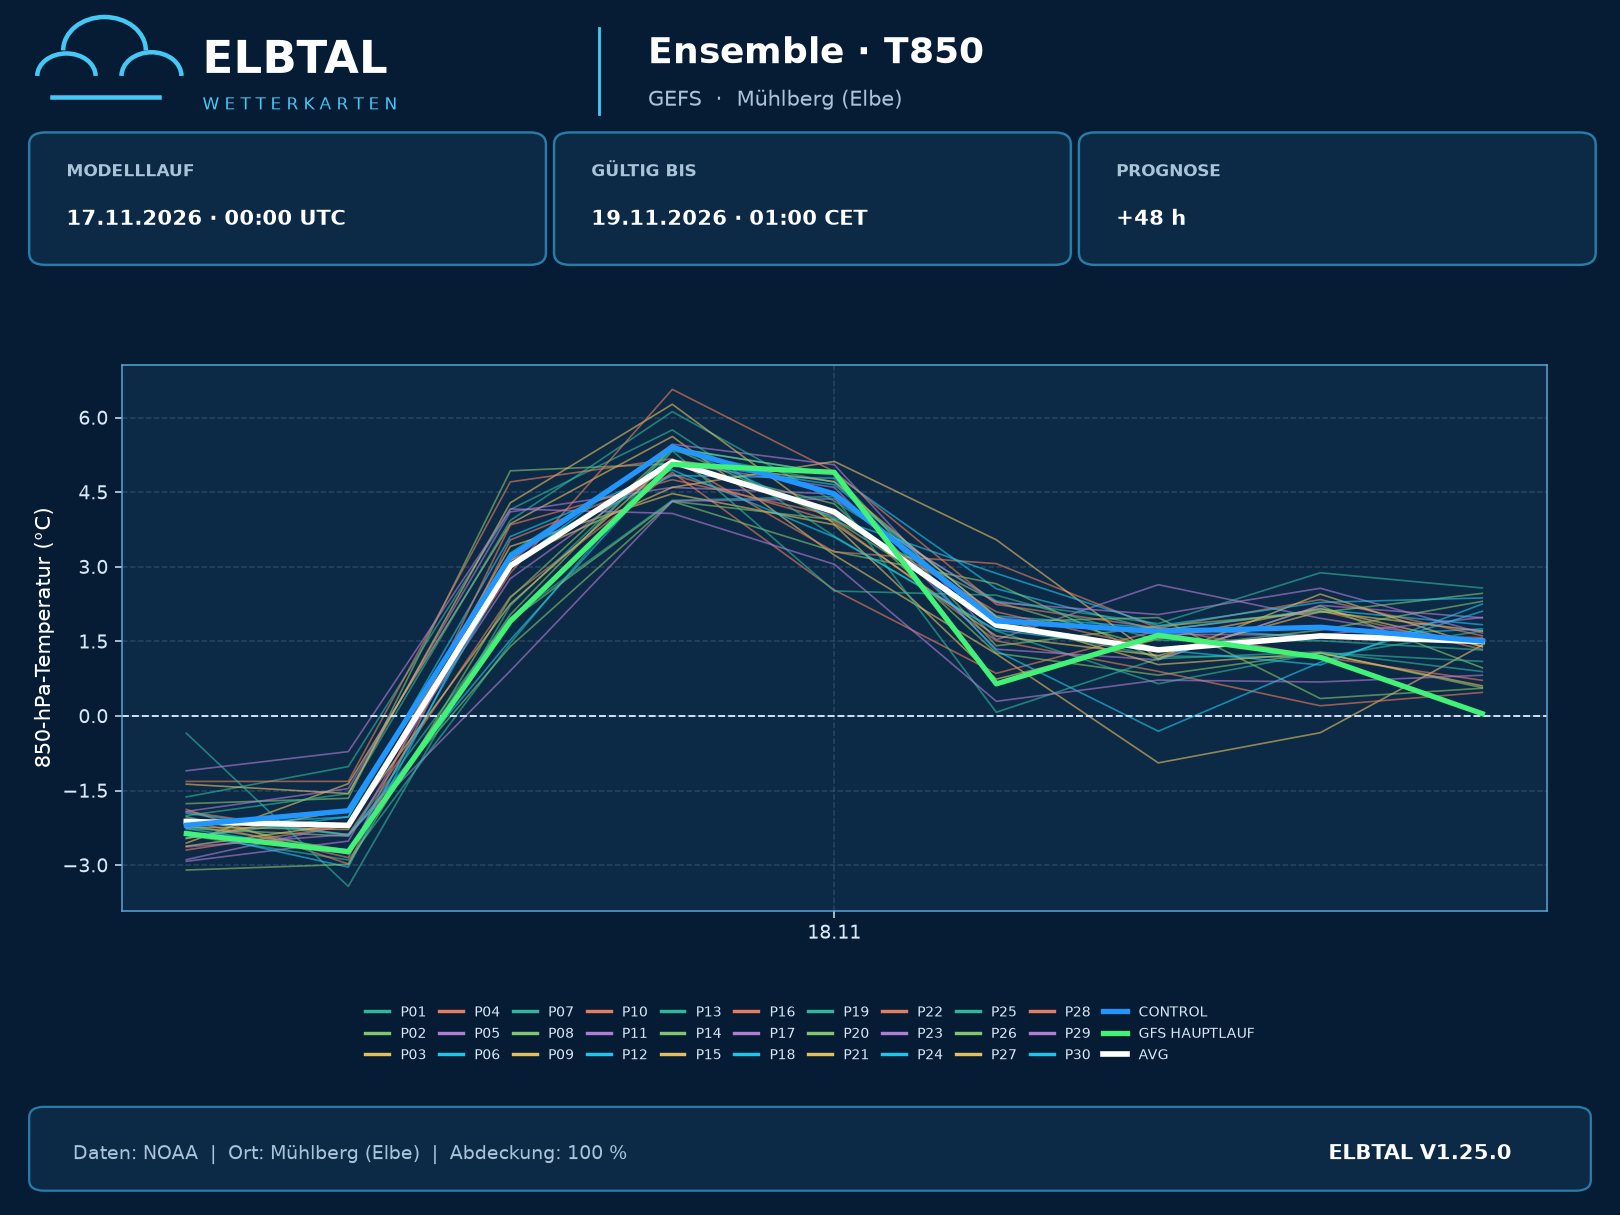 ELBTAL
WETTERKARTEN
Ensemble · T850
GEFS · Mühlberg (Elbe)
MODELLLAUF
17.11.2026 · 00:00 UTC
GÜLTIG BIS
19.11.2026 · 01:00 CET
PROGNOSE
+48 h
850-hPa-Temperatur (°C)
6.0
4.5
3.0
1.5
0.0
−1.5
−3.0
18.11
P01 P04 P07 P10 P13 P16 P19 P22 P25 P28 CONTROL
P02 P05 P08 P11 P14 P17 P20 P23 P26 P29 GFS HAUPTLAUF
P03 P06 P09 P12 P15 P18 P21 P24 P27 P30 AVG
Daten: NOAA | Ort: Mühlberg (Elbe) | Abdeckung: 100 %
ELBTAL V1.25.0